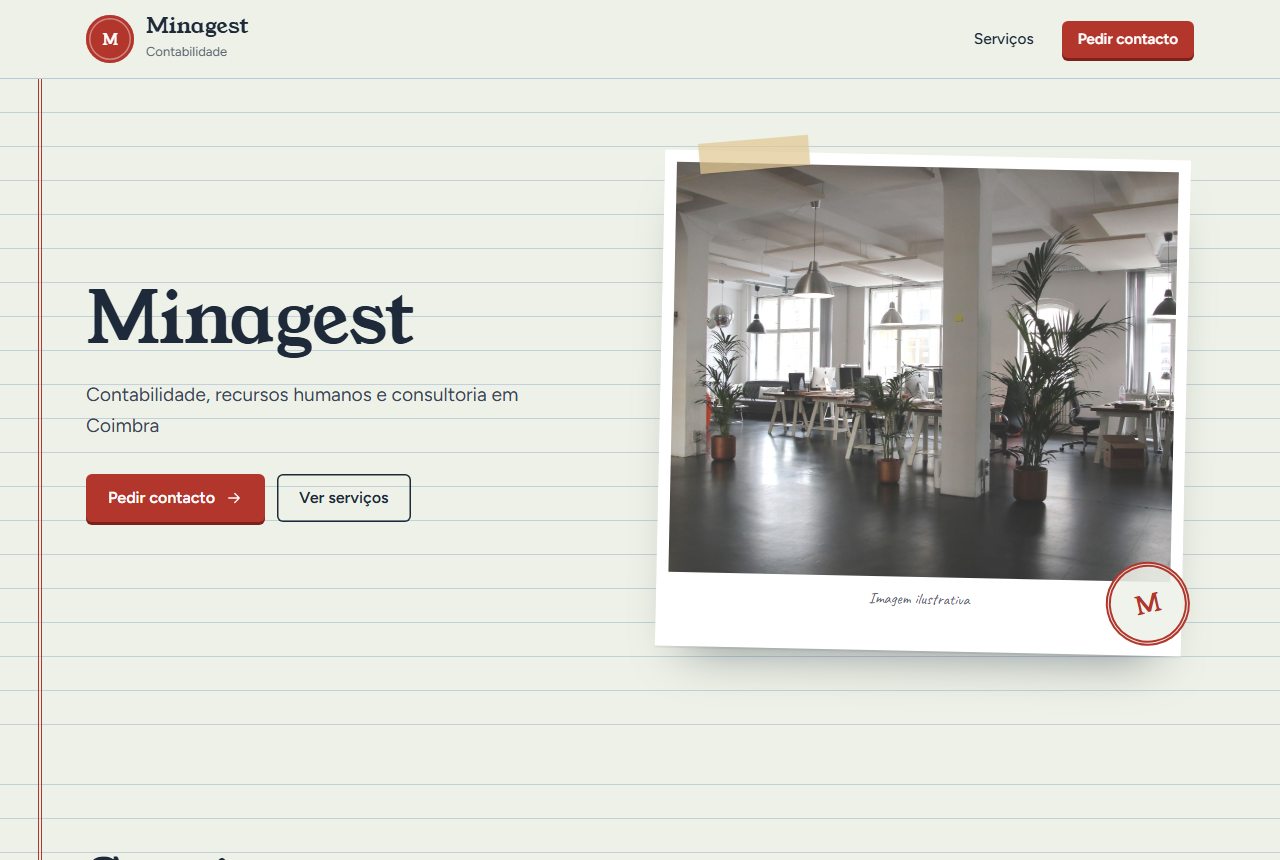 M
Minagest
Contabilidade
Serviços
Pedir contacto
Minagest
Contabilidade, recursos humanos e consultoria em
Coimbra
Pedir contacto →
Ver serviços
Imagem ilustrativa
M